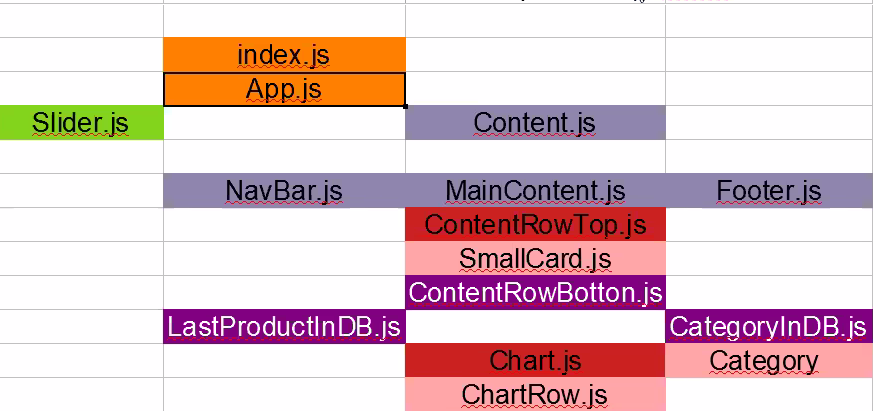 index.js
App.js
Slider.js Content.js
NavBar.js MainContent.js Footer.js
ContentRowTop.js
SmallCard.js
ContentRowBotton.js
LastProductInDB.js CategoryInDB.js
Chart.js Category
ChartRow.js